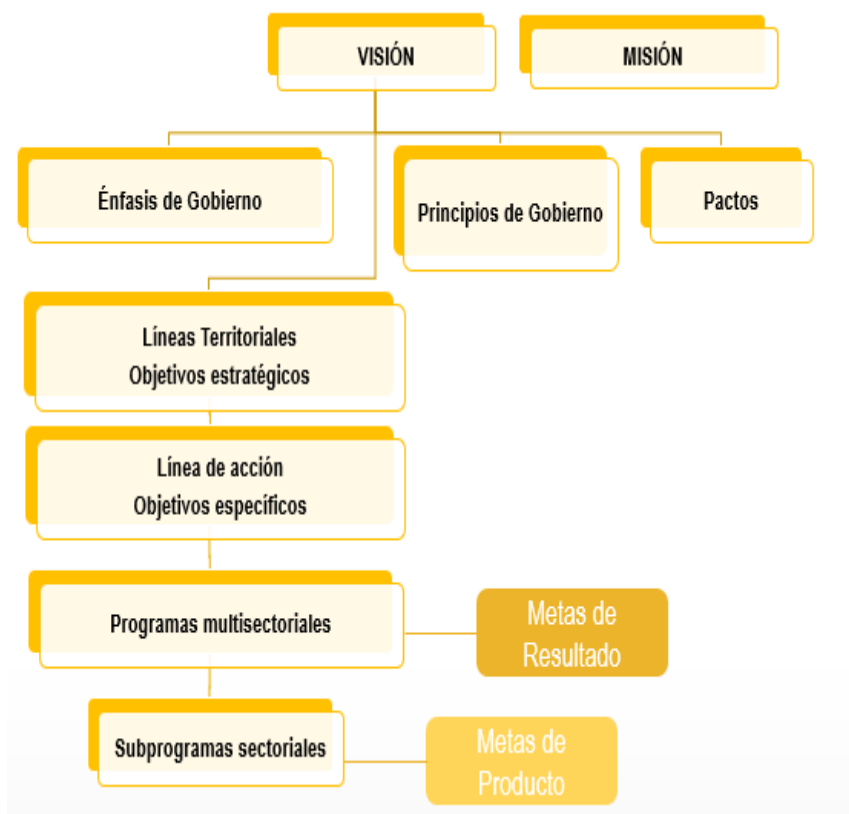 VISIÓN
MISIÓN
Énfasis de Gobierno
Principios de Gobierno
Pactos
Líneas Territoriales
Objetivos estratégicos
Línea de acción
Objetivos específicos
Programas multisectoriales
Metas de
Resultado
Subprogramas sectoriales
Metas de
Producto